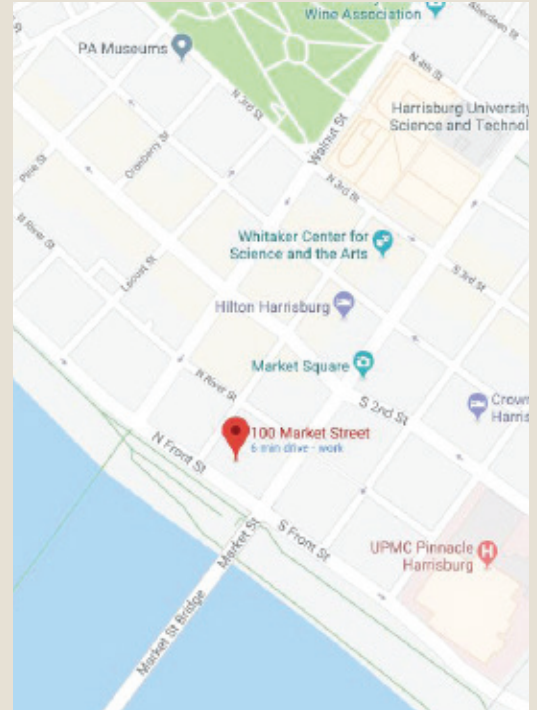 Wine Association
Aberdeen St
PA Museums
N 4th St
N 3rd St
Harrisburg University
Science and Technol
Walnut St
Cranberry St
N 3rd St
Pine St
Whitaker Center for
Science and the Arts
N River St
Locust St
S 3rd St
Hilton Harrisburg
Market Square
N River St
S 2nd St
Crown
Harris
100 Market Street
6 min drive - work
N Front St
S Front St
Market St
UPMC Pinnacle
Harrisburg
H
Market St Bridge